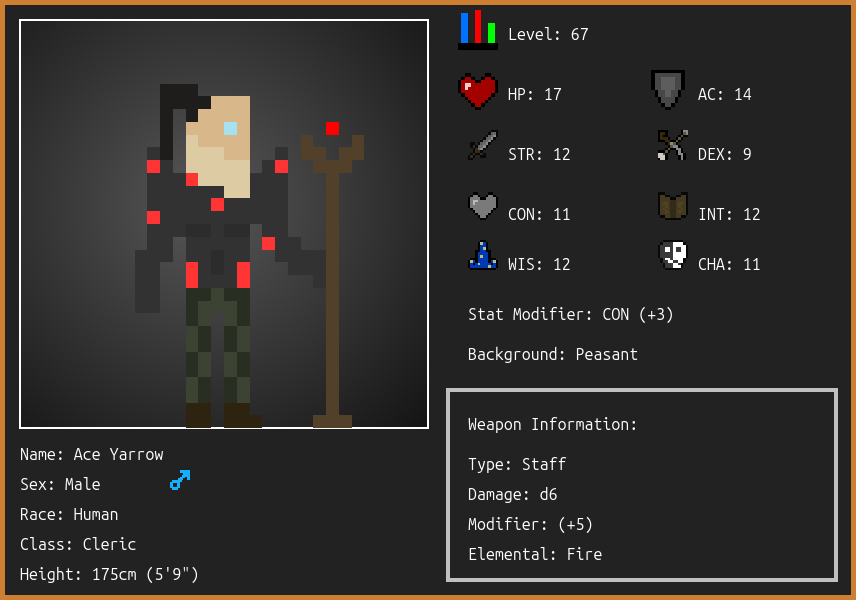 Level: 67
HP: 17
AC: 14
STR: 12
DEX: 9
CON: 11
INT: 12
WIS: 12
CHA: 11
Stat Modifier: CON (+3)
Background: Peasant
Weapon Information:
Type: Staff
Damage: d6
Modifier: (+5)
Elemental: Fire
Name: Ace Yarrow
Sex: Male
Race: Human
Class: Cleric
Height: 175cm (5'9")